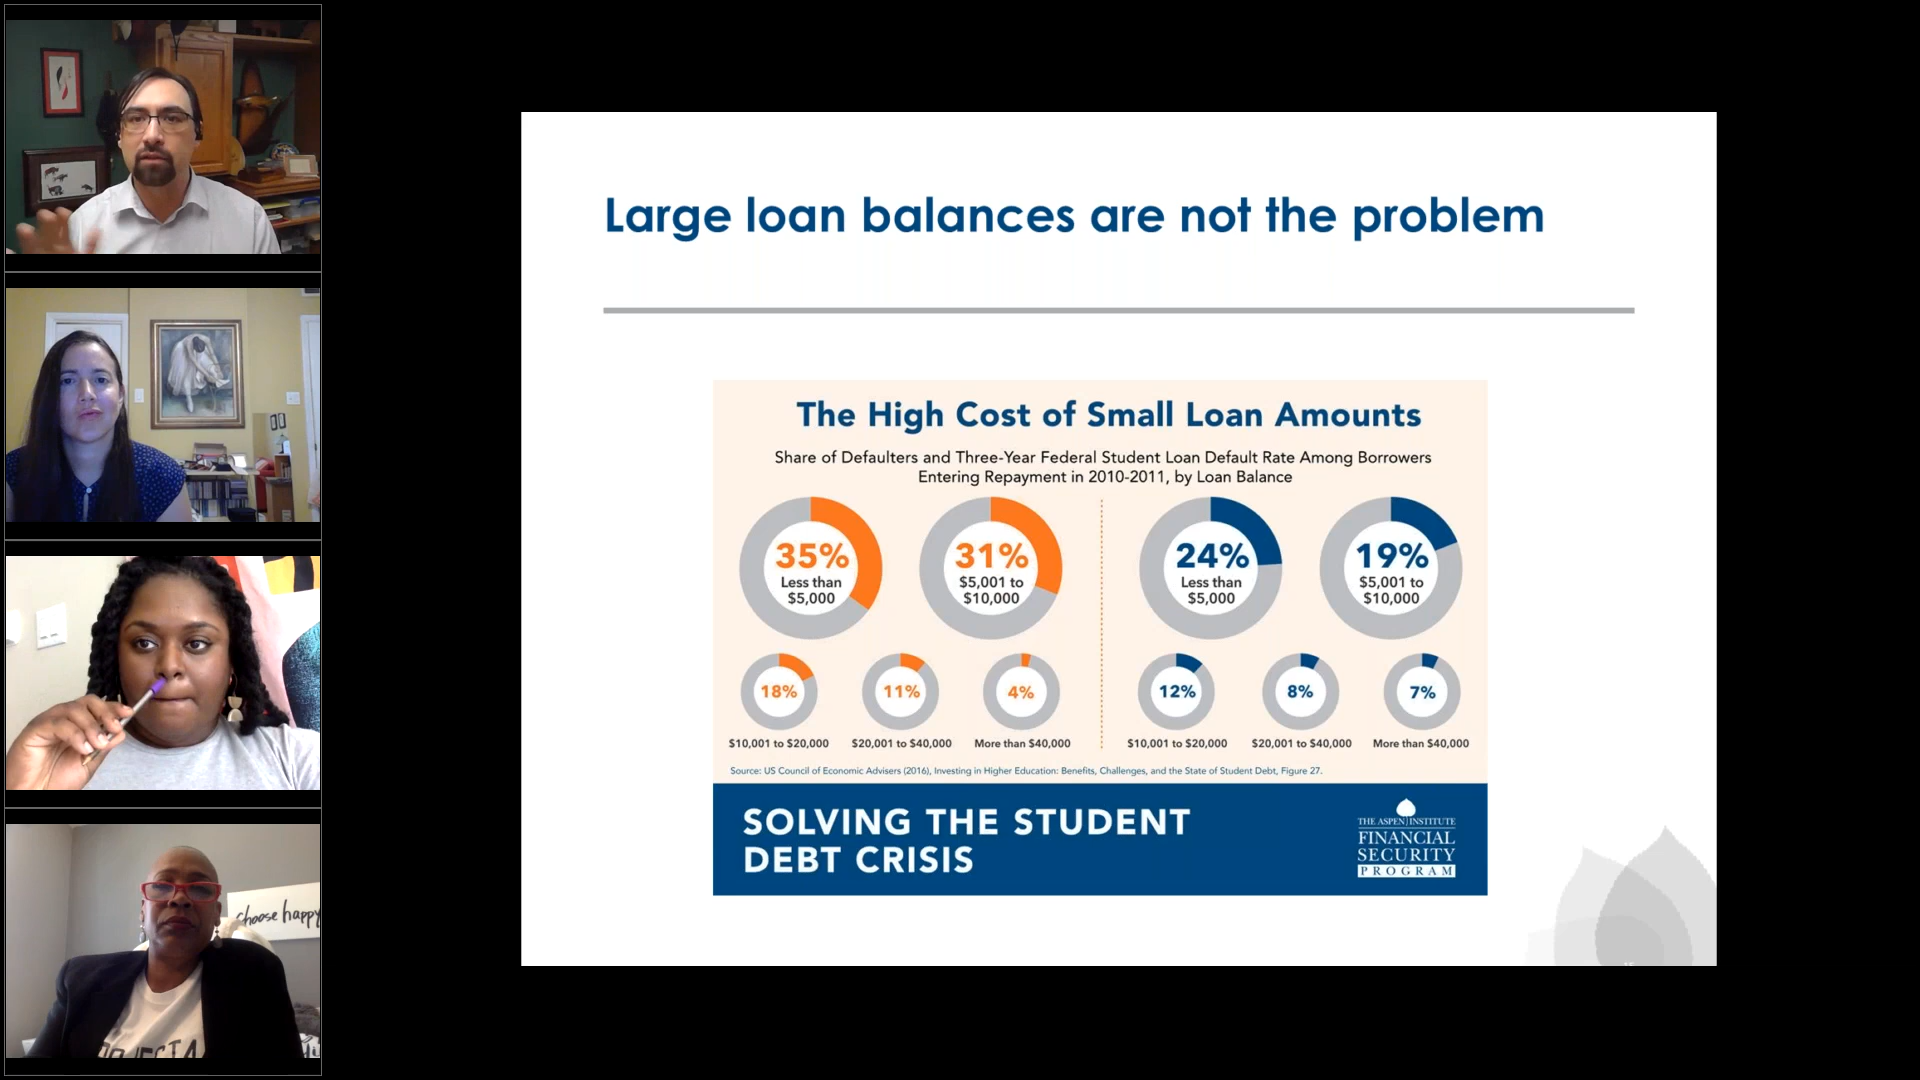 Large loan balances are not the problem
The High Cost of Small Loan Amounts
Share of Defaulters and Three-Year Federal Student Loan Default Rate Among Borrowers
Entering Repayment in 2010-2011, by Loan Balance
35%
Less than
$5,000
31%
$5,001 to
$10,000
24%
Less than
$5,000
19%
$5,001 to
$10,000
18%
$10,001 to $20,000
11%
$20,001 to $40,000
4%
More than $40,000
12%
$10,001 to $20,000
8%
$20,001 to $40,000
7%
More than $40,000
Source: US Council of Economic Advisers (2016), Investing in Higher Education: Benefits, Challenges, and the State of Student Debt, Figure 27.
SOLVING THE STUDENT
DEBT CRISIS
THE ASPEN INSTITUTE
FINANCIAL
SECURITY
PROGRAM
choose happy